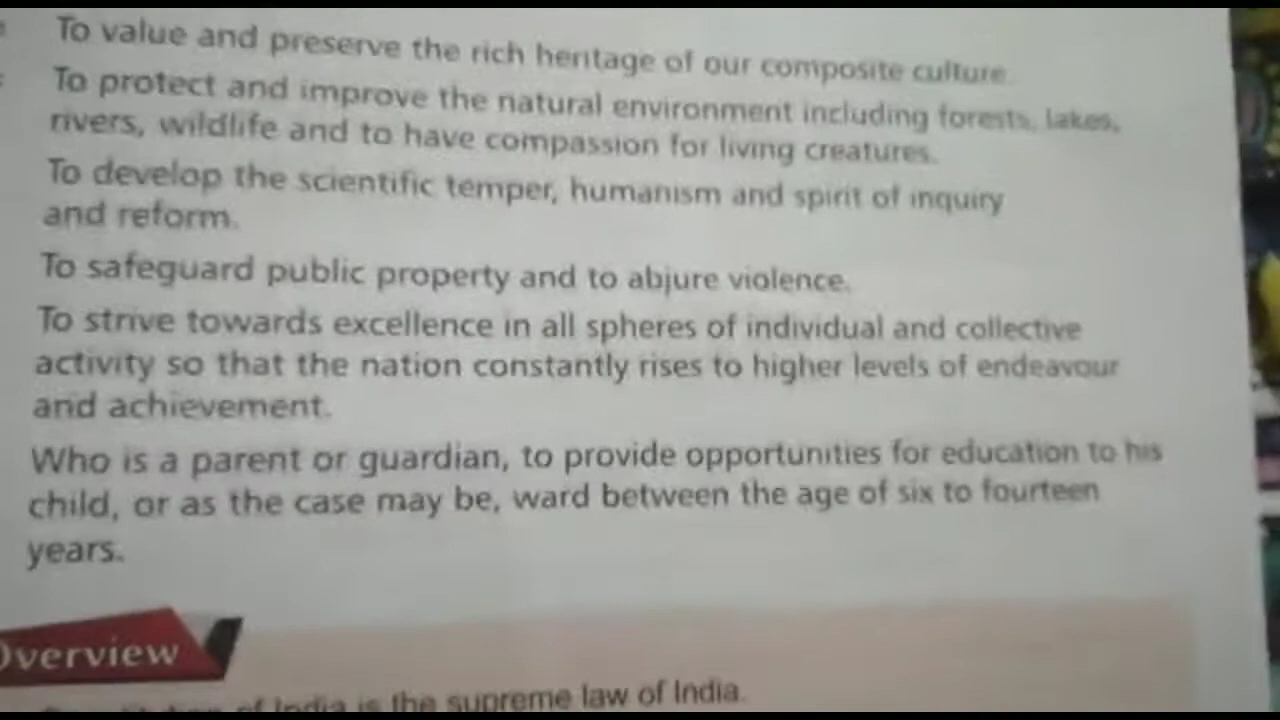 To value and preserve the rich heritage of our composite culture.
To protect and improve the natural environment including forests, lakes,
rivers, wildlife and to have compassion for living creatures.
To develop the scientific temper, humanism and spirit of inquiry
and reform.
To safeguard public property and to abjure violence.
To strive towards excellence in all spheres of individual and collective
activity so that the nation constantly rises to higher levels of endeavour
and achievement.
Who is a parent or guardian, to provide opportunities for education to his
child, or as the case may be, ward between the age of six to fourteen
years.
Overview
of India is the supreme law of India.